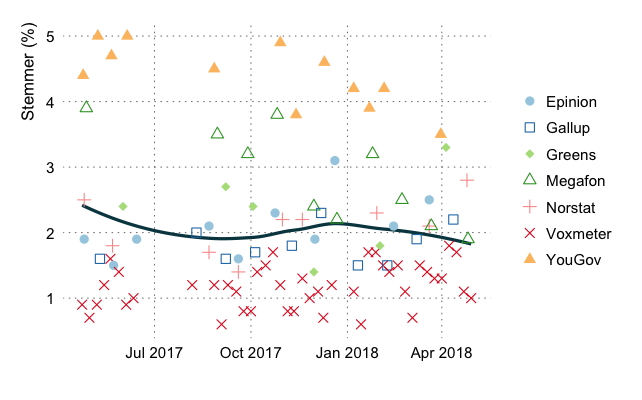 Stemmer (%)
5
4
3
2
1
Jul 2017
Oct 2017
Jan 2018
Apr 2018
Epinion
Gallup
Greens
Megafon
Norstat
Voxmeter
YouGov